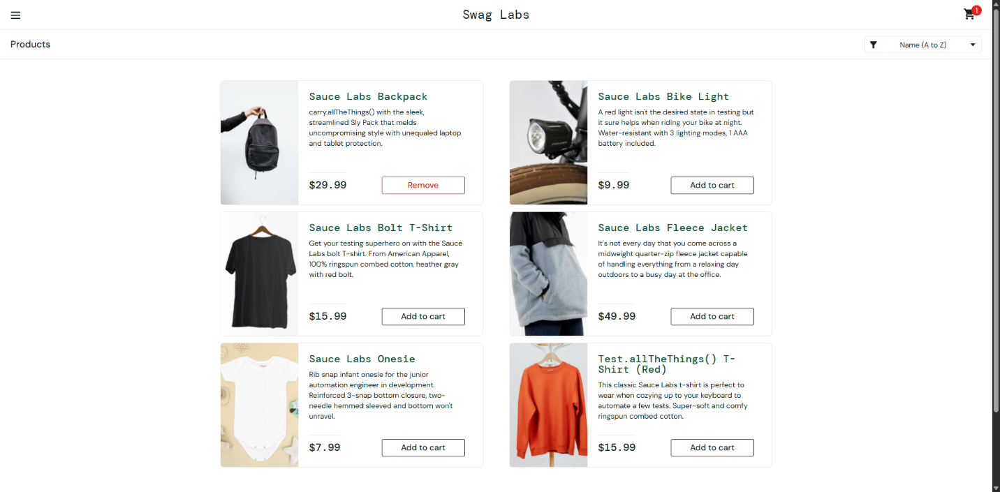 Swag Labs
1
Products
Name (A to Z)
Sauce Labs Backpack
carry.allTheThings() with the sleek,
streamlined Sly Pack that melds
uncompromising style with unequaled laptop
and tablet protection.
$29.99
Remove
Sauce Labs Bike Light
A red light isn't the desired state in testing but
it sure helps when riding your bike at night.
Water-resistant with 3 lighting modes, 1 AAA
battery included.
$9.99
Add to cart
Sauce Labs Bolt T-Shirt
Get your testing superhero on with the Sauce
Labs bolt T-shirt. From American Apparel,
100% ringspun combed cotton, heather gray
with red bolt.
$15.99
Add to cart
Sauce Labs Fleece Jacket
It's not every day that you come across a
midweight quarter-zip fleece jacket capable
of handling everything from a relaxing day
outdoors to a busy day at the office.
$49.99
Add to cart
Sauce Labs Onesie
Rib snap infant onesie for the junior
automation engineer in development.
Reinforced 3-snap bottom closure, two-
needle hemmed sleeved and bottom won't
unravel.
$7.99
Add to cart
Test.allTheThings() T-
Shirt (Red)
This classic Sauce Labs t-shirt is perfect to
wear when cozying up to your keyboard to
automate a few tests. Super-soft and comfy
ringspun combed cotton.
$15.99
Add to cart